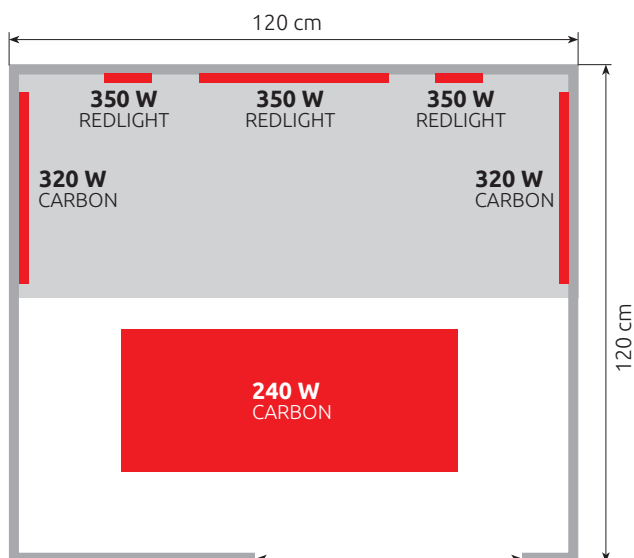 120 cm
350 W
REDLIGHT
350 W
REDLIGHT
350 W
REDLIGHT
320 W
CARBON
320 W
CARBON
120 cm
240 W
CARBON